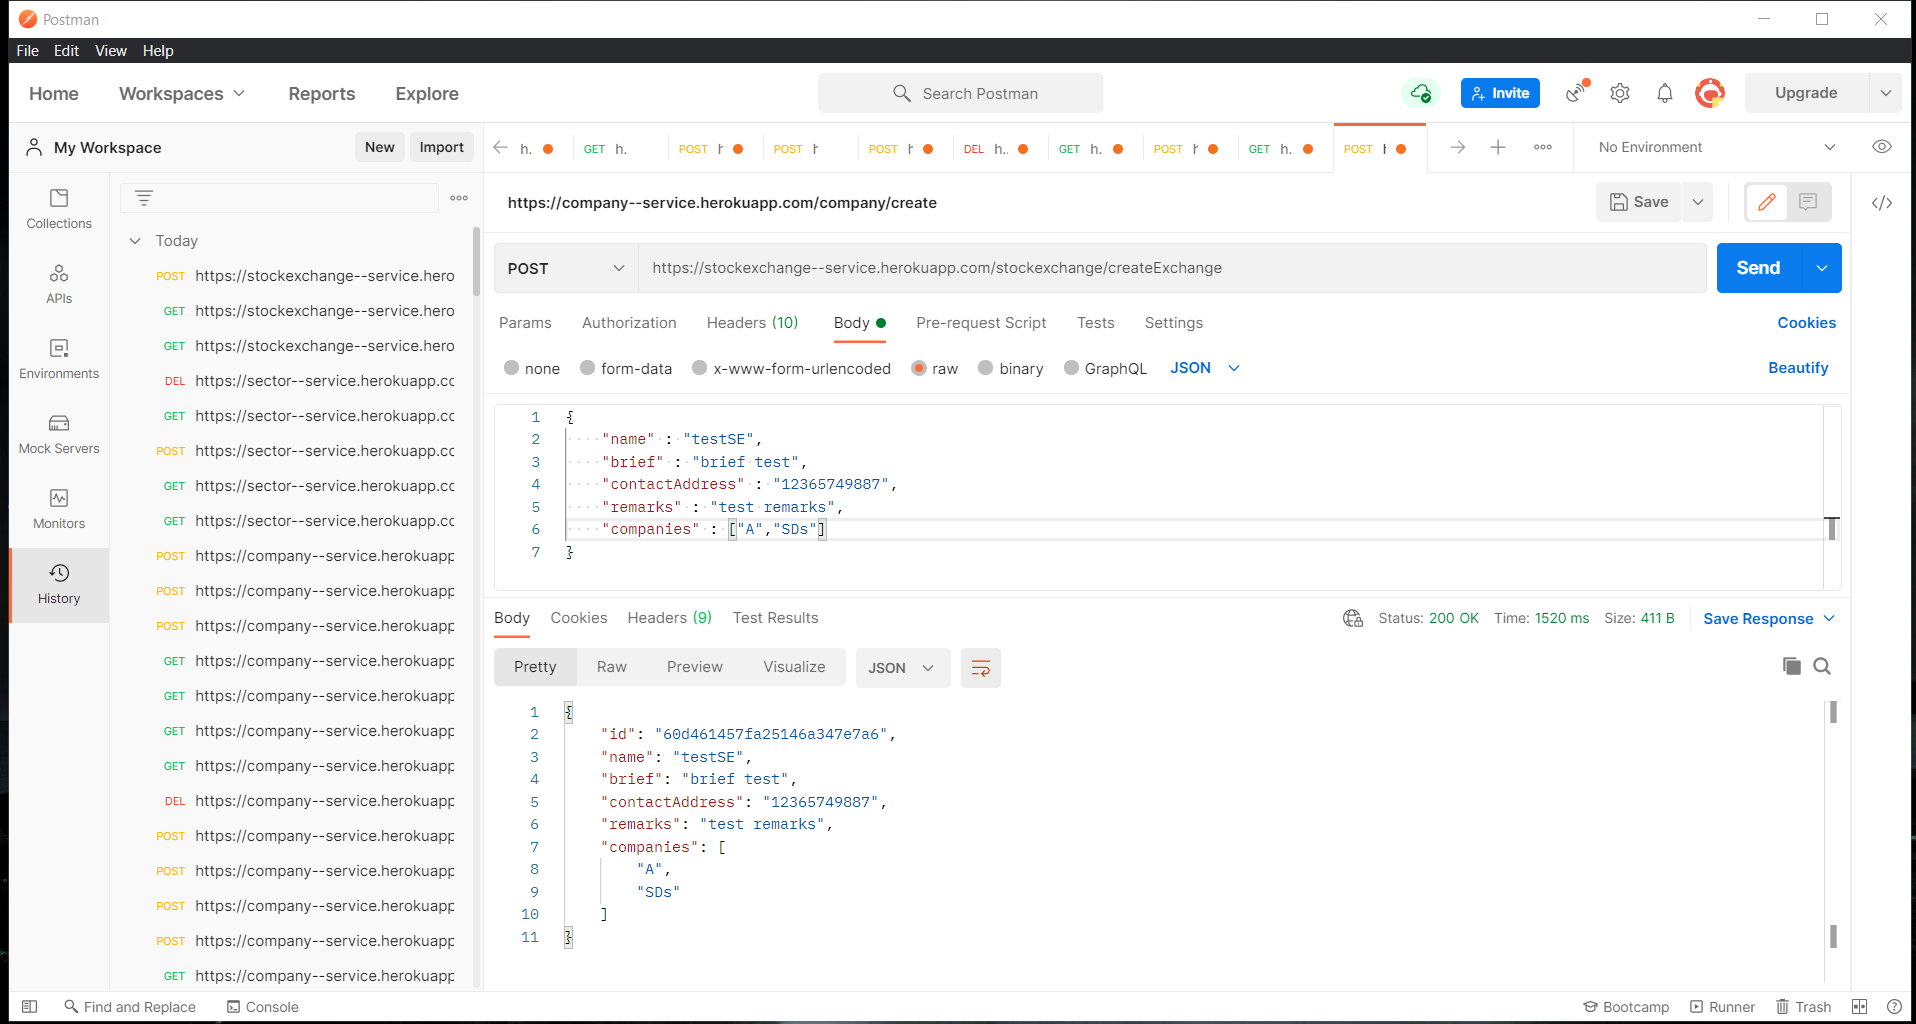 Postman
File Edit View Help
Home Workspaces Reports Explore Search Postman Invite Upgrade
My Workspace New Import
h. GET h. POST POST POST DEL h.. GET h. POST GET h. POST No Environment
Collections
APIs
Environments
Mock Servers
Monitors
History
Today
POST https://stockexchange--service.hero
GET https://stockexchange--service.hero
GET https://stockexchange--service.hero
DEL https://sector--service.herokuapp.cc
GET https://sector--service.herokuapp.cc
POST https://sector--service.herokuapp.cc
GET https://sector--service.herokuapp.cc
GET https://sector--service.herokuapp.cc
POST https://company--service.herokuapp
POST https://company--service.herokuapp
POST https://company--service.herokuapp
GET https://company--service.herokuapp
GET https://company--service.herokuapp
GET https://company--service.herokuapp
GET https://company--service.herokuapp
DEL https://company--service.herokuapp
POST https://company--service.herokuapp
POST https://company--service.herokuapp
POST https://company--service.herokuapp
POST https://company--service.herokuapp
GET https://company--service.herokuapp
https://company--service.herokuapp.com/company/create Save
POST https://stockexchange--service.herokuapp.com/stockexchange/createExchange Send
Params Authorization Headers (10) Body Pre-request Script Tests Settings Cookies
none form-data x-www-form-urlencoded raw binary GraphQL JSON Beautify
1 {
2 "name" : "testSE",
3 "brief" : "brief test",
4 "contactAddress" : "12365749887",
5 "remarks" : "test remarks",
6 "companies" : ["A","SDs"]
7 }
Body Cookies Headers (9) Test Results Status: 200 OK Time: 1520 ms Size: 411 B Save Response
Pretty Raw Preview Visualize JSON
1 {
2 "id": "60d461457fa25146a347e7a6",
3 "name": "testSE",
4 "brief": "brief test",
5 "contactAddress": "12365749887",
6 "remarks": "test remarks",
7 "companies": [
8 "A",
9 "SDs"
10 ]
11 }
Find and Replace Console Bootcamp Runner Trash